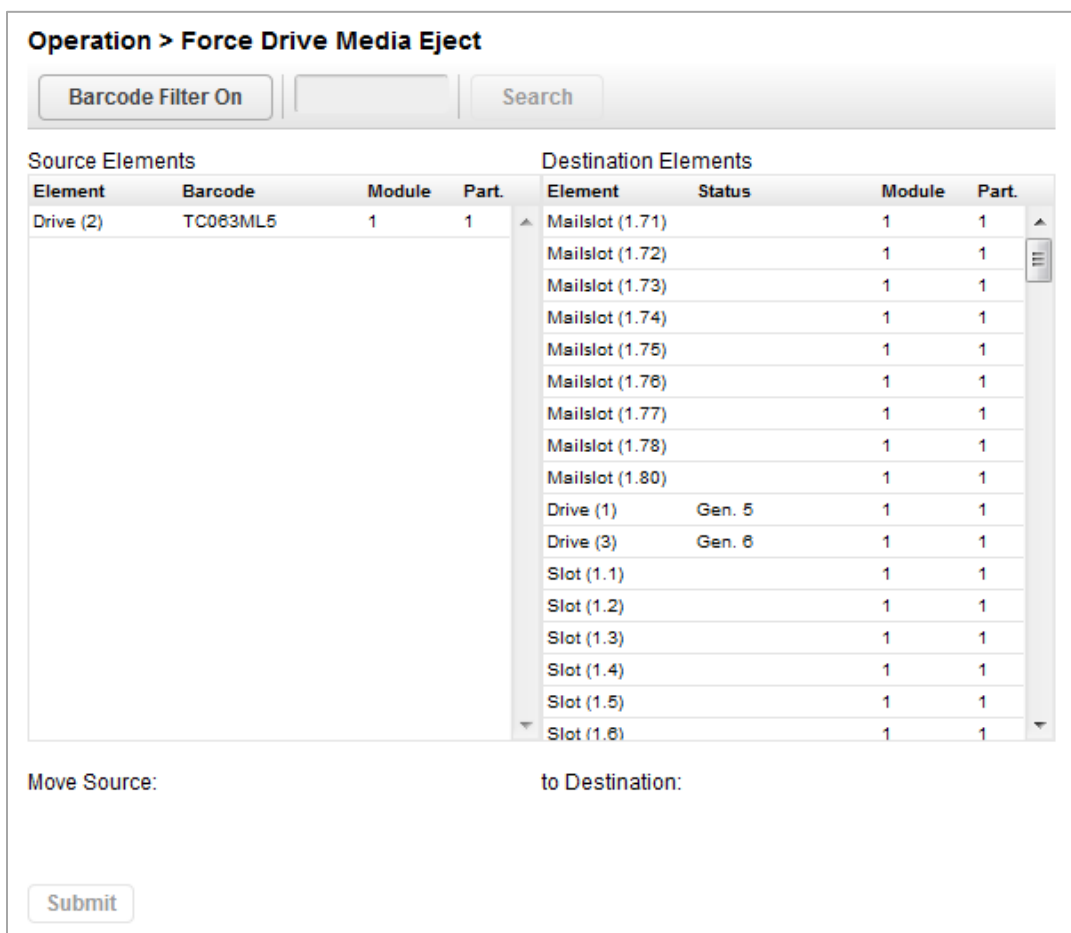 Operation > Force Drive Media Eject
Barcode Filter On Search
Source Elements Destination Elements
Element Barcode Module Part. Element Status Module Part.
Drive (2) TC063ML5 1 1 Mailslot (1.71) 1 1
Mailslot (1.72) 1 1
Mailslot (1.73) 1 1
Mailslot (1.74) 1 1
Mailslot (1.75) 1 1
Mailslot (1.76) 1 1
Mailslot (1.77) 1 1
Mailslot (1.78) 1 1
Mailslot (1.80) 1 1
Drive (1) Gen. 5 1 1
Drive (3) Gen. 6 1 1
Slot (1.1) 1 1
Slot (1.2) 1 1
Slot (1.3) 1 1
Slot (1.4) 1 1
Slot (1.5) 1 1
Slot (1.6) 1 1
Move Source: to Destination:
Submit